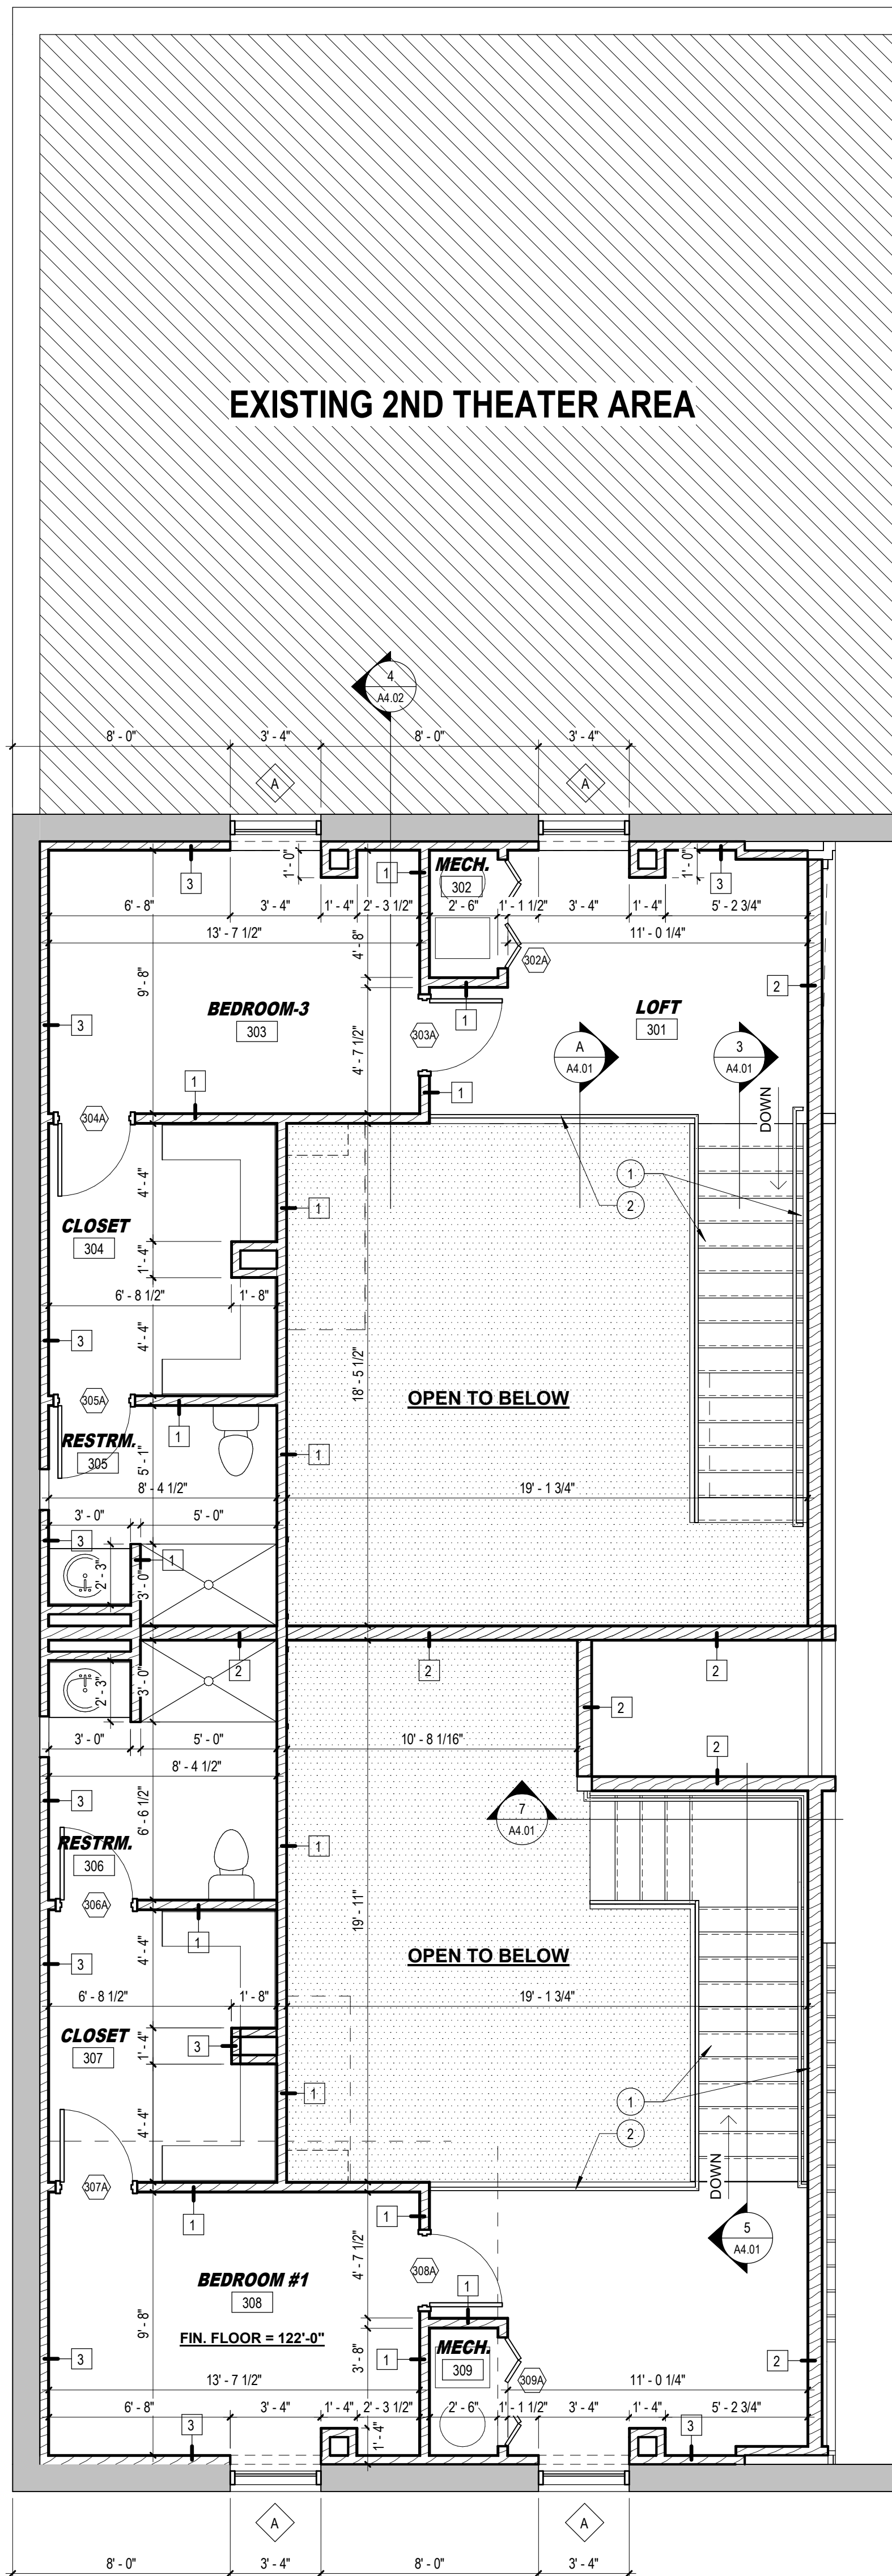 EXISTING 2ND THEATER AREA
4
A4.02
8' - 0"
3' - 4"
8' - 0"
3' - 4"
A
A
MECH.
302
1
3
1' - 0"
1' - 0"
3
6' - 8"
3' - 4"
1' - 4"
2' - 3 1/2"
2' - 6"
1' - 1 1/2"
3' - 4"
1' - 4"
5' - 2 3/4"
13' - 7 1/2"
4' - 8"
11' - 0 1/4"
302A
9' - 8"
2
BEDROOM-3
303
LOFT
301
3
1
303A
4' - 7 1/2"
A
A4.01
3
A4.01
1
1
DOWN
304A
4' - 4"
1
2
1
CLOSET
304
1' - 4"
6' - 8 1/2"
1' - 8"
3
4' - 4"
18' - 5 1/2"
305A
OPEN TO BELOW
1
RESTRM.
305
5' - 1"
1
8' - 4 1/2"
19' - 1 3/4"
3' - 0"
5' - 0"
3
1
2' - 3"
3' - 0"
2
2
2
2' - 3"
3' - 0"
2
3' - 0"
5' - 0"
10' - 8 1/16"
2
8' - 4 1/2"
3
6' - 6 1/2"
7
A4.01
RESTRM.
306
1
306A
19' - 11"
1
4' - 4"
OPEN TO BELOW
3
6' - 8 1/2"
1' - 8"
19' - 1 3/4"
CLOSET
307
1' - 4"
3
1
1
2
4' - 4"
DOWN
307A
1
1
5
A4.01
4' - 7 1/2"
308A
BEDROOM #1
308
1
FIN. FLOOR = 122'-0"
9' - 8"
3' - 8"
MECH.
309
3
1
2
13' - 7 1/2"
309A
11' - 0 1/4"
6' - 8"
3' - 4"
1' - 4"
2' - 3 1/2"
2' - 6"
1' - 1 1/2"
3' - 4"
1' - 4"
5' - 2 3/4"
3
1' - 4"
3
A
A
8' - 0"
3' - 4"
8' - 0"
3' - 4"